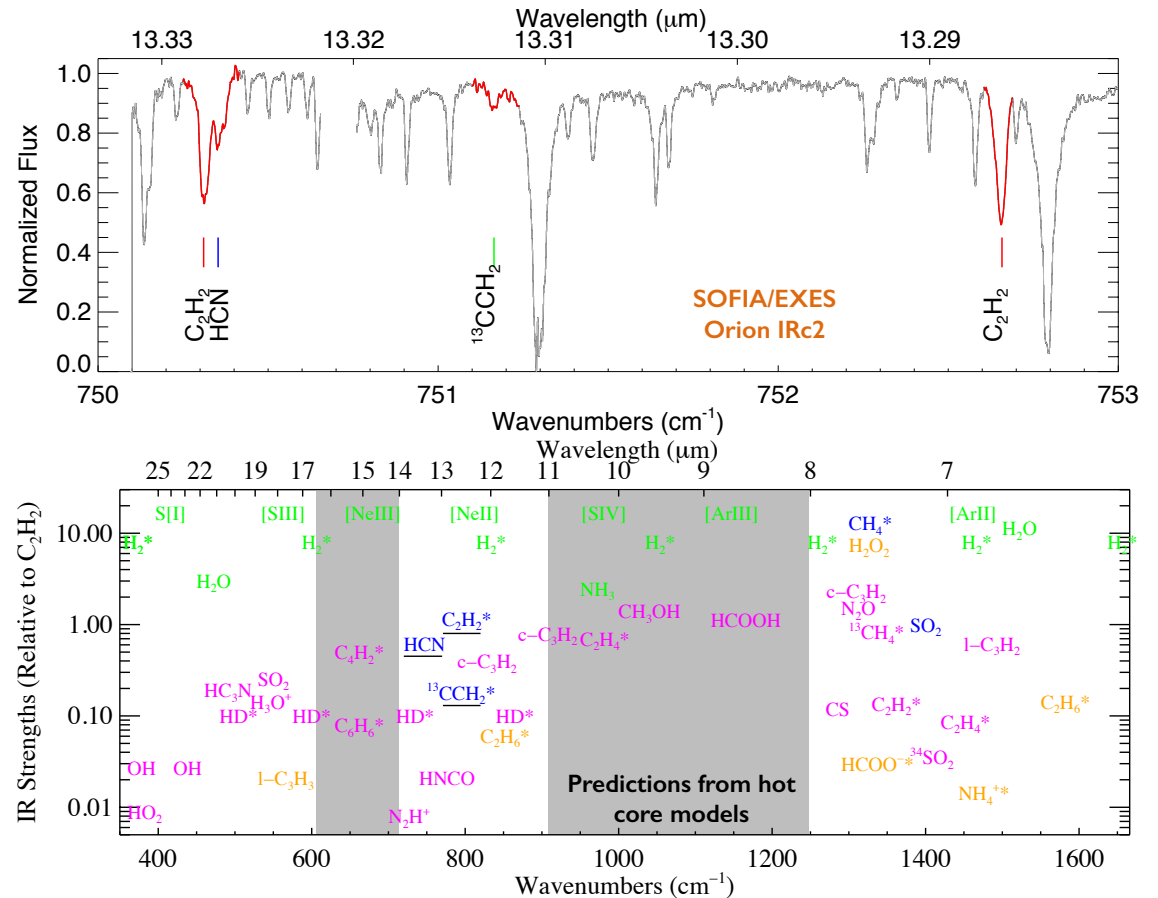 Wavelength (μm)
13.33 13.32 13.31 13.30 13.29
Normalized Flux
1.0
0.8
0.6
0.4
0.2
0.0
C₂H₂
HCN
¹³CCH₂
C₂H₂
SOFIA/EXES
Orion IRc2
750 751 752 753
Wavenumbers (cm⁻¹)
Wavelength (μm)
25 22 19 17 15 14 13 12 11 10 9 8 7
IR Strengths (Relative to C₂H₂)
10.00
1.00
0.10
0.01
S[I] [SIII] [NeIII] [NeII] [SIV] [ArIII] [ArII]
H₂* H₂* H₂* H₂* H₂* H₂* H₂*
CH₄*
H₂O
H₂O₂
H₂O
NH₃
c−C₃H₂
N₂O
CH₃OH
HCOOH
C₂H₂*
¹³CH₄*
SO₂
HCN
c−C₃H₂
C₂H₄*
l−C₃H₂
C₄H₂*
c−C₃H₂
SO₂
HC₃N
H₃O⁺
¹³CCH₂*
C₂H₂*
C₂H₆*
CS
HD* HD* HD* HD*
C₆H₆*
C₂H₄*
C₂H₆*
³⁴SO₂
OH OH
l−C₃H₃
HNCO
HCOO⁻*
NH₄⁺*
HO₂
N₂H⁺
Predictions from hot
core models
400 600 800 1000 1200 1400 1600
Wavenumbers (cm⁻¹)